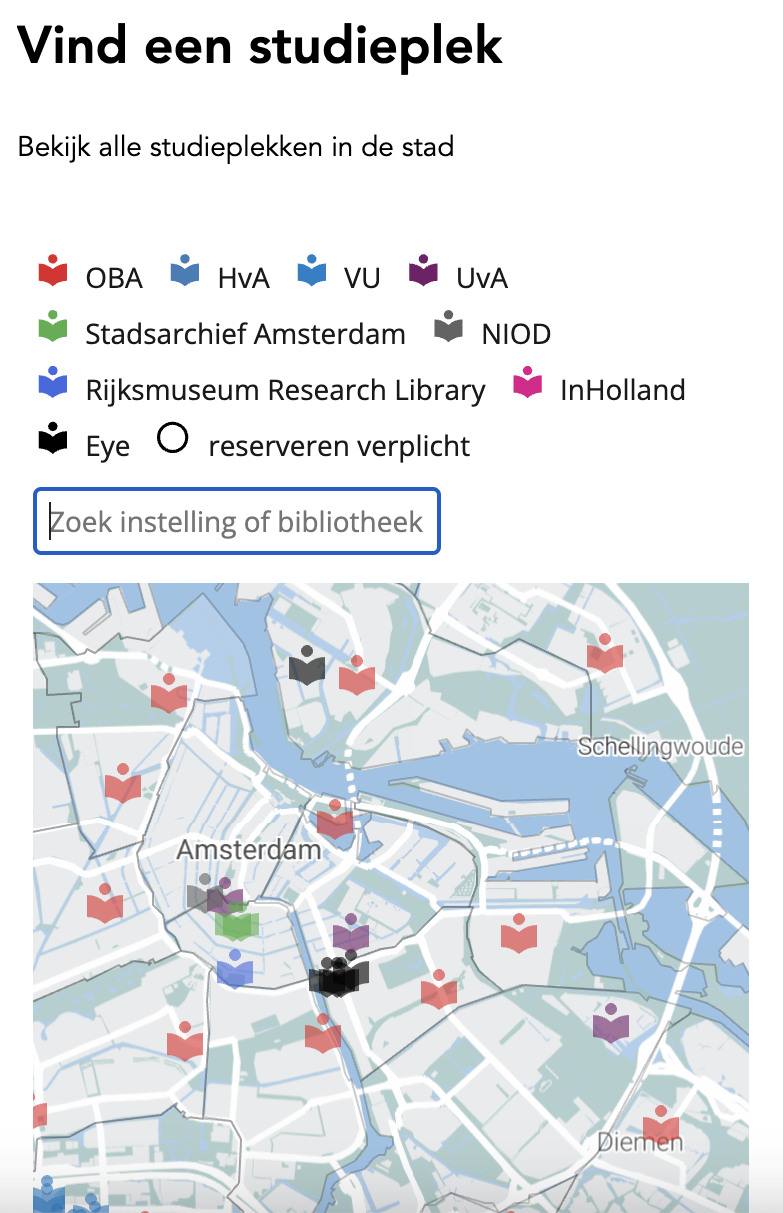 Vind een studieplek
Bekijk alle studieplekken in de stad
OBA HvA VU UvA
Stadsarchief Amsterdam NIOD
Rijksmuseum Research Library InHolland
Eye reserveren verplicht
Zoek instelling of bibliotheek
Schellingwoude
Amsterdam
Diemen